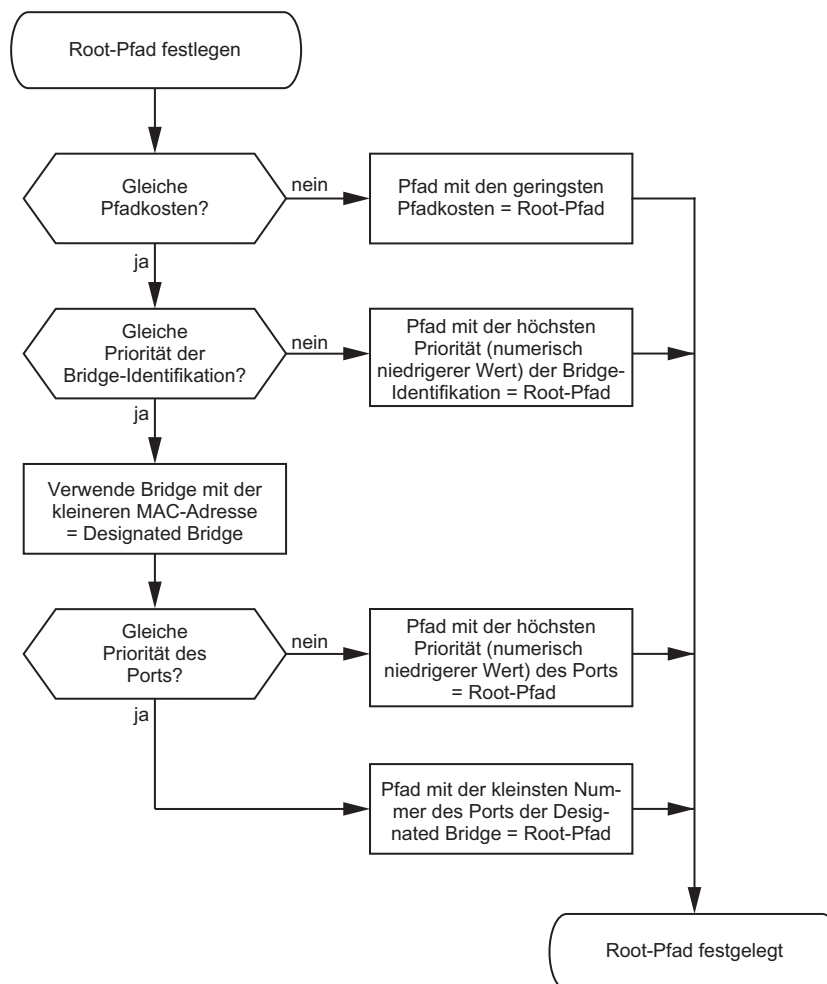 Root-Pfad festlegen
Gleiche
Pfadkosten?
nein
Pfad mit den geringsten
Pfadkosten = Root-Pfad
ja
Gleiche
Priorität der
Bridge-Identifikation?
nein
Pfad mit der höchsten
Priorität (numerisch
niedrigerer Wert) der Bridge-
Identifikation = Root-Pfad
ja
Verwende Bridge mit der
kleineren MAC-Adresse
= Designated Bridge
Gleiche
Priorität des
Ports?
nein
Pfad mit der höchsten
Priorität (numerisch
niedrigerer Wert) des Ports
= Root-Pfad
ja
Pfad mit der kleinsten Num-
mer des Ports der Desig-
nated Bridge = Root-Pfad
Root-Pfad festgelegt